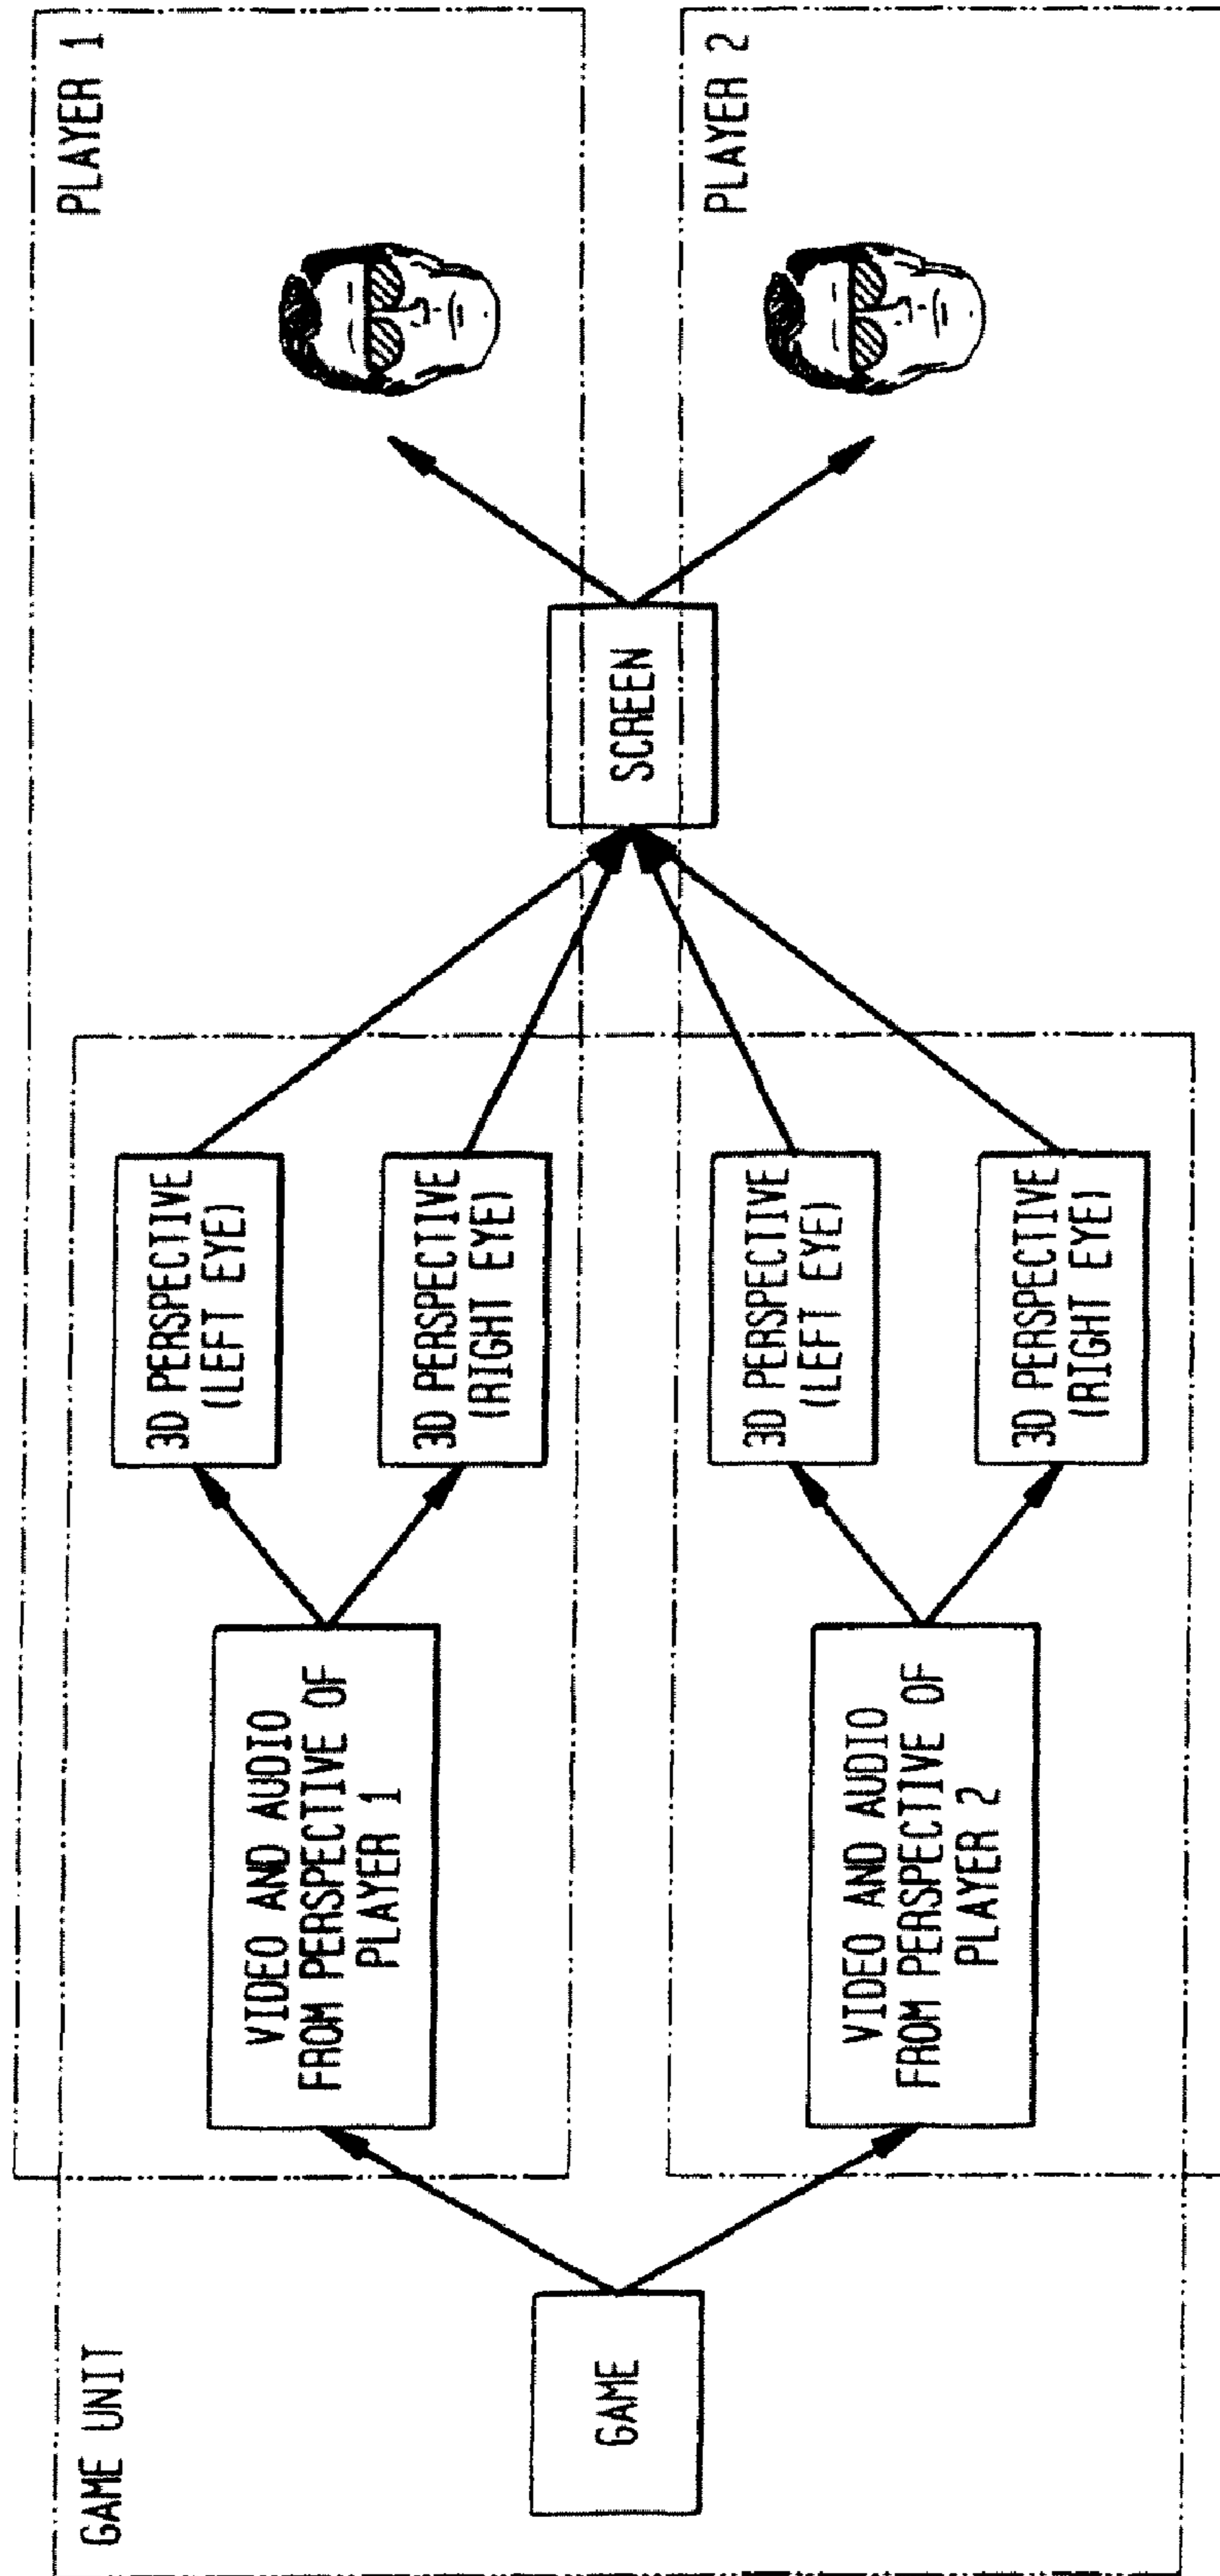 GAME UNIT
GAME
PLAYER 1
VIDEO AND AUDIO
FROM PERSPECTIVE OF
PLAYER 1
3D PERSPECTIVE
(LEFT EYE)
3D PERSPECTIVE
(RIGHT EYE)
SCREEN
PLAYER 2
VIDEO AND AUDIO
FROM PERSPECTIVE OF
PLAYER 2
3D PERSPECTIVE
(LEFT EYE)
3D PERSPECTIVE
(RIGHT EYE)